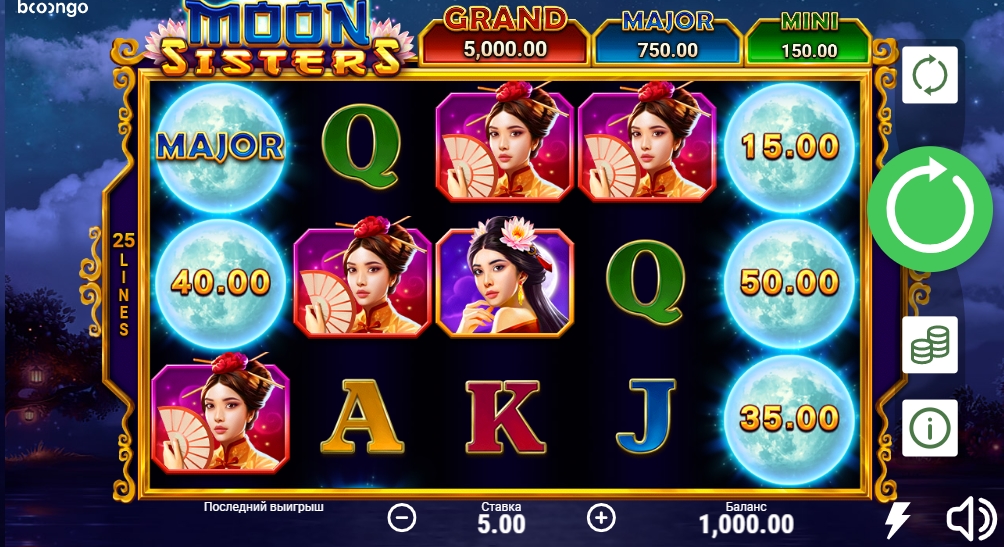 booongo
MOON
SISTERS
GRAND
5,000.00
MAJOR
750.00
MINI
150.00
MAJOR
Q
15.00
25
LINES
40.00
Q
50.00
A
K
J
35.00
Последний выигрыш
Ставка
5.00
Баланс
1,000.00